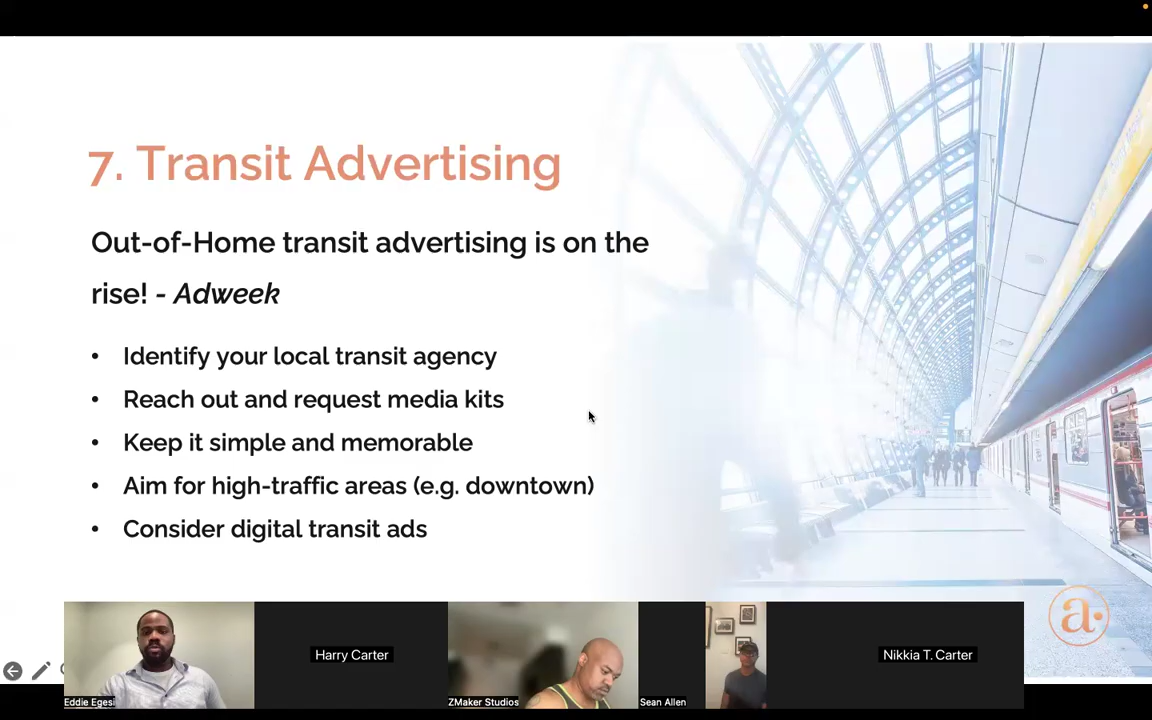 7. Transit Advertising
Out-of-Home transit advertising is on the
rise! - Adweek
• Identify your local transit agency
• Reach out and request media kits
• Keep it simple and memorable
• Aim for high-traffic areas (e.g. downtown)
• Consider digital transit ads
a.
Harry Carter
Nikkia T. Carter
Eddie Egesi
ZMaker Studios
Sean Allen